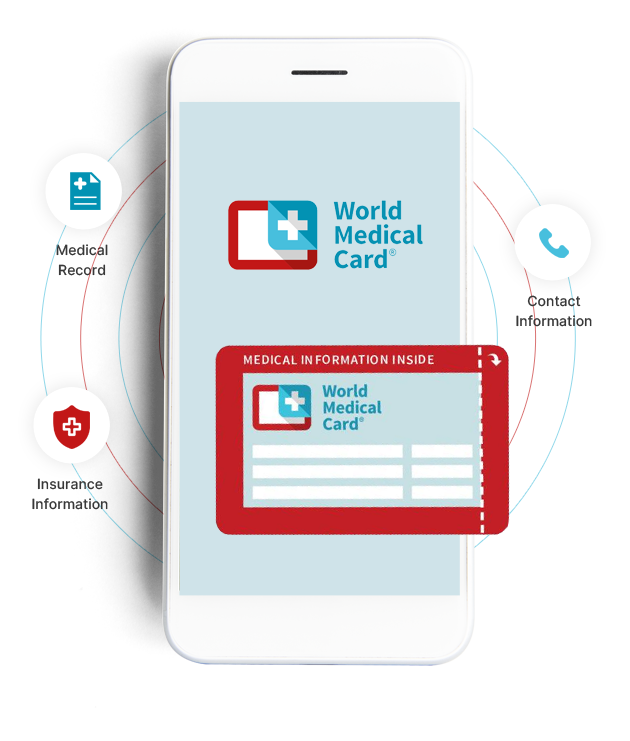 World
Medical
Card®
Medical
Record
Contact
Information
MEDICAL INFORMATION INSIDE
World
Medical
Card®
Insurance
Information